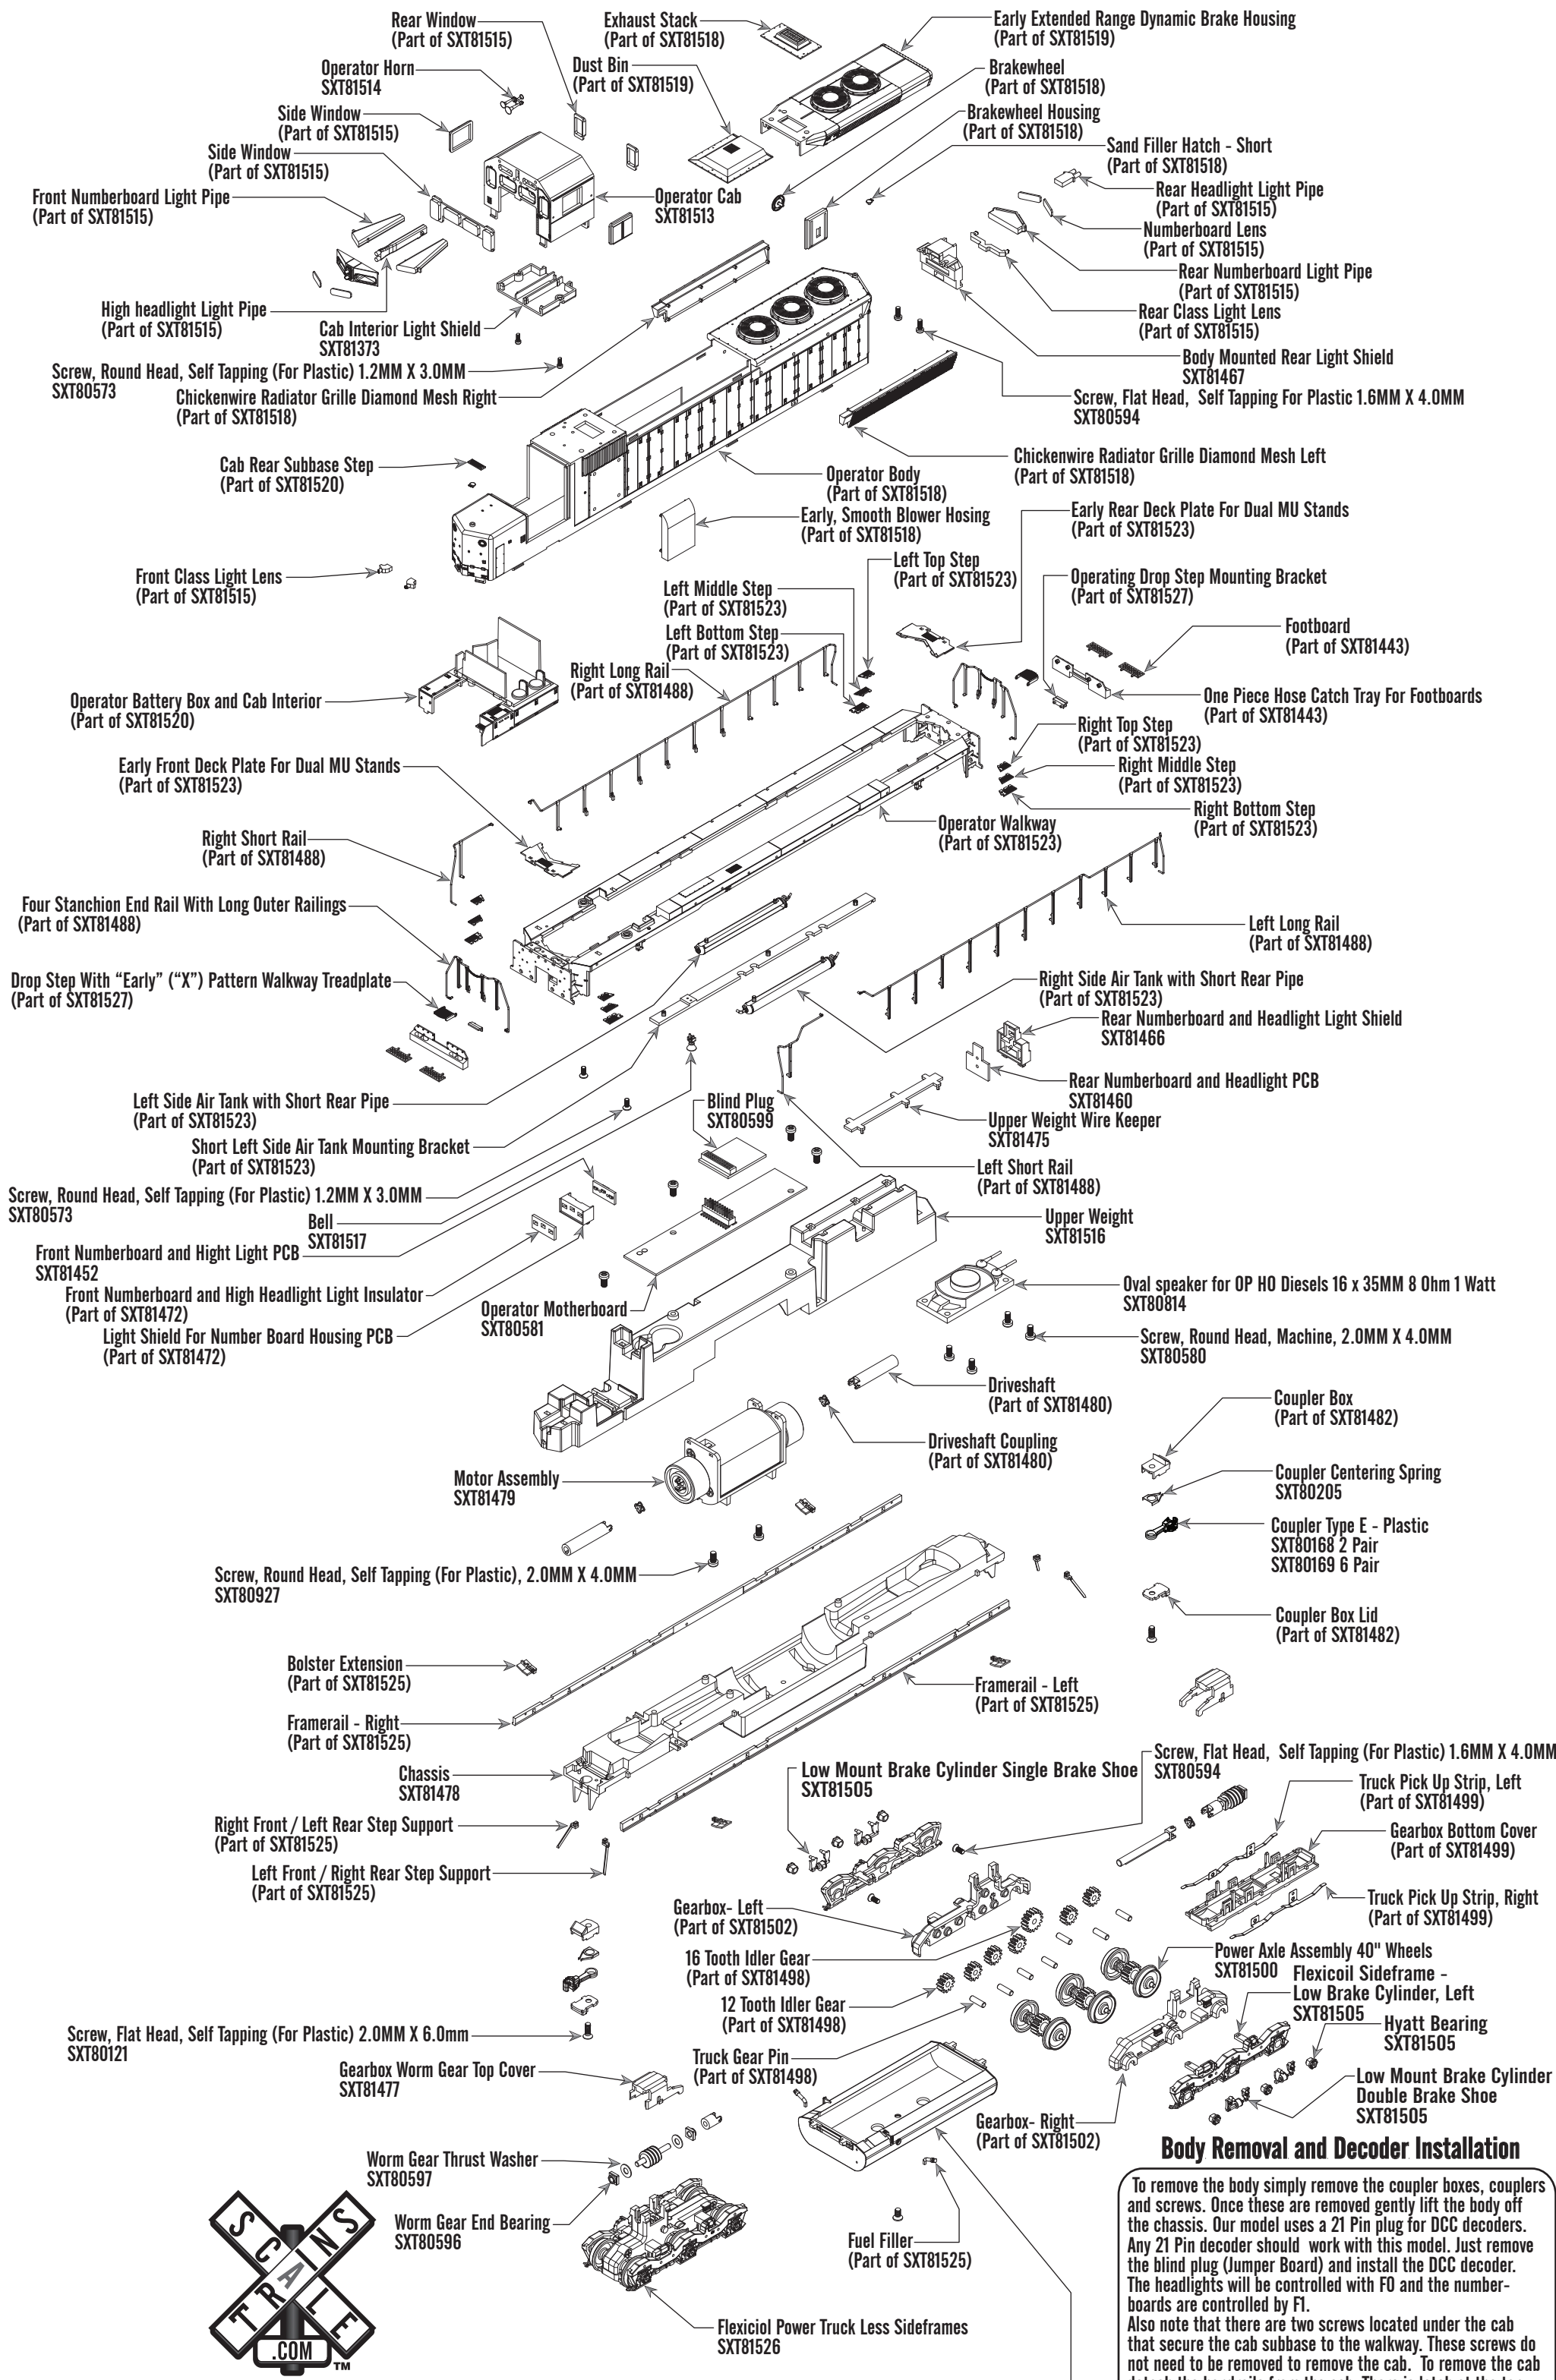 Rear Window
(Part of SXT81515)
Exhaust Stack
(Part of SXT81518)
Early Extended Range Dynamic Brake Housing
(Part of SXT81519)
Operator Horn
SXT81514
Dust Bin
(Part of SXT81519)
Brakewheel
(Part of SXT81518)
Side Window
(Part of SXT81515)
Brakewheel Housing
(Part of SXT81518)
Side Window
(Part of SXT81515)
Sand Filler Hatch - Short
(Part of SXT81518)
Front Numberboard Light Pipe
(Part of SXT81515)
Operator Cab
SXT81513
Rear Headlight Light Pipe
(Part of SXT81515)
Numberboard Lens
(Part of SXT81515)
Rear Numberboard Light Pipe
(Part of SXT81515)
High headlight Light Pipe
(Part of SXT81515)
Cab Interior Light Shield
SXT81373
Rear Class Light Lens
(Part of SXT81515)
Body Mounted Rear Light Shield
SXT81467
Screw, Round Head, Self Tapping (For Plastic) 1.2MM X 3.0MM
SXT80573
Chickenwire Radiator Grille Diamond Mesh Right
(Part of SXT81518)
Screw, Flat Head, Self Tapping For Plastic 1.6MM X 4.0MM
SXT80594
Cab Rear Subbase Step
(Part of SXT81520)
Operator Body
(Part of SXT81518)
Chickenwire Radiator Grille Diamond Mesh Left
(Part of SXT81518)
Early, Smooth Blower Hosing
(Part of SXT81518)
Early Rear Deck Plate For Dual MU Stands
(Part of SXT81523)
Front Class Light Lens
(Part of SXT81515)
Left Top Step
(Part of SXT81523)
Left Middle Step
(Part of SXT81523)
Left Bottom Step
(Part of SXT81523)
Operating Drop Step Mounting Bracket
(Part of SXT81527)
Footboard
(Part of SXT81443)
Right Long Rail
(Part of SXT81488)
Operator Battery Box and Cab Interior
(Part of SXT81520)
One Piece Hose Catch Tray For Footboards
(Part of SXT81443)
Right Top Step
(Part of SXT81523)
Early Front Deck Plate For Dual MU Stands
(Part of SXT81523)
Right Middle Step
(Part of SXT81523)
Right Bottom Step
(Part of SXT81523)
Right Short Rail
(Part of SXT81488)
Operator Walkway
(Part of SXT81523)
Four Stanchion End Rail With Long Outer Railings
(Part of SXT81488)
Left Long Rail
(Part of SXT81488)
Drop Step With “Early” (“X”) Pattern Walkway Treadplate
(Part of SXT81527)
Right Side Air Tank with Short Rear Pipe
(Part of SXT81523)
Rear Numberboard and Headlight Light Shield
SXT81466
Rear Numberboard and Headlight PCB
SXT81460
Left Side Air Tank with Short Rear Pipe
(Part of SXT81523)
Blind Plug
SXT80599
Upper Weight Wire Keeper
SXT81475
Short Left Side Air Tank Mounting Bracket
(Part of SXT81523)
Left Short Rail
(Part of SXT81488)
Screw, Round Head, Self Tapping (For Plastic) 1.2MM X 3.0MM
SXT80573
Bell
SXT81517
Upper Weight
SXT81516
Front Numberboard and Hight Light PCB
SXT81452
Front Numberboard and High Headlight Light Insulator
(Part of SXT81472)
Oval speaker for OP HO Diesels 16 x 35MM 8 Ohm 1 Watt
SXT80814
Operator Motherboard
SXT80581
Light Shield For Number Board Housing PCB
(Part of SXT81472)
Screw, Round Head, Machine, 2.0MM X 4.0MM
SXT80580
Driveshaft
(Part of SXT81480)
Coupler Box
(Part of SXT81482)
Driveshaft Coupling
(Part of SXT81480)
Motor Assembly
SXT81479
Coupler Centering Spring
SXT80205
Coupler Type E - Plastic
SXT80168 2 Pair
SXT80169 6 Pair
Screw, Round Head, Self Tapping (For Plastic), 2.0MM X 4.0MM
SXT80927
Coupler Box Lid
(Part of SXT81482)
Bolster Extension
(Part of SXT81525)
Framerail - Left
(Part of SXT81525)
Framerail - Right
(Part of SXT81525)
Screw, Flat Head, Self Tapping (For Plastic) 1.6MM X 4.0MM
SXT80594
Chassis
SXT81478
Low Mount Brake Cylinder Single Brake Shoe
SXT81505
Truck Pick Up Strip, Left
(Part of SXT81499)
Right Front / Left Rear Step Support
(Part of SXT81525)
Gearbox Bottom Cover
(Part of SXT81499)
Left Front / Right Rear Step Support
(Part of SXT81525)
Truck Pick Up Strip, Right
(Part of SXT81499)
Gearbox- Left
(Part of SXT81502)
16 Tooth Idler Gear
(Part of SXT81498)
Power Axle Assembly 40" Wheels
SXT81500
Flexicoil Sideframe -
Low Brake Cylinder, Left
SXT81505
12 Tooth Idler Gear
(Part of SXT81498)
Screw, Flat Head, Self Tapping (For Plastic) 2.0MM X 6.0mm
SXT80121
Hyatt Bearing
SXT81505
Truck Gear Pin
(Part of SXT81498)
Gearbox Worm Gear Top Cover
SXT81477
Low Mount Brake Cylinder
Double Brake Shoe
SXT81505
Gearbox- Right
(Part of SXT81502)
Body Removal and Decoder Installation
Worm Gear Thrust Washer
SXT80597
Worm Gear End Bearing
SXT80596
Fuel Filler
(Part of SXT81525)
Flexiciol Power Truck Less Sideframes
SXT81526
To remove the body simply remove the coupler boxes, couplers
and screws. Once these are removed gently lift the body off
the chassis. Our model uses a 21 Pin plug for DCC decoders.
Any 21 Pin decoder should work with this model. Just remove
the blind plug (Jumper Board) and install the DCC decoder.
The headlights will be controlled with F0 and the number-
boards are controlled by F1.
Also note that there are two screws located under the cab
that secure the cab subbase to the walkway. These screws do
not need to be removed to remove the cab. To remove the cab
SCALE
TRAINS
.COM
TM